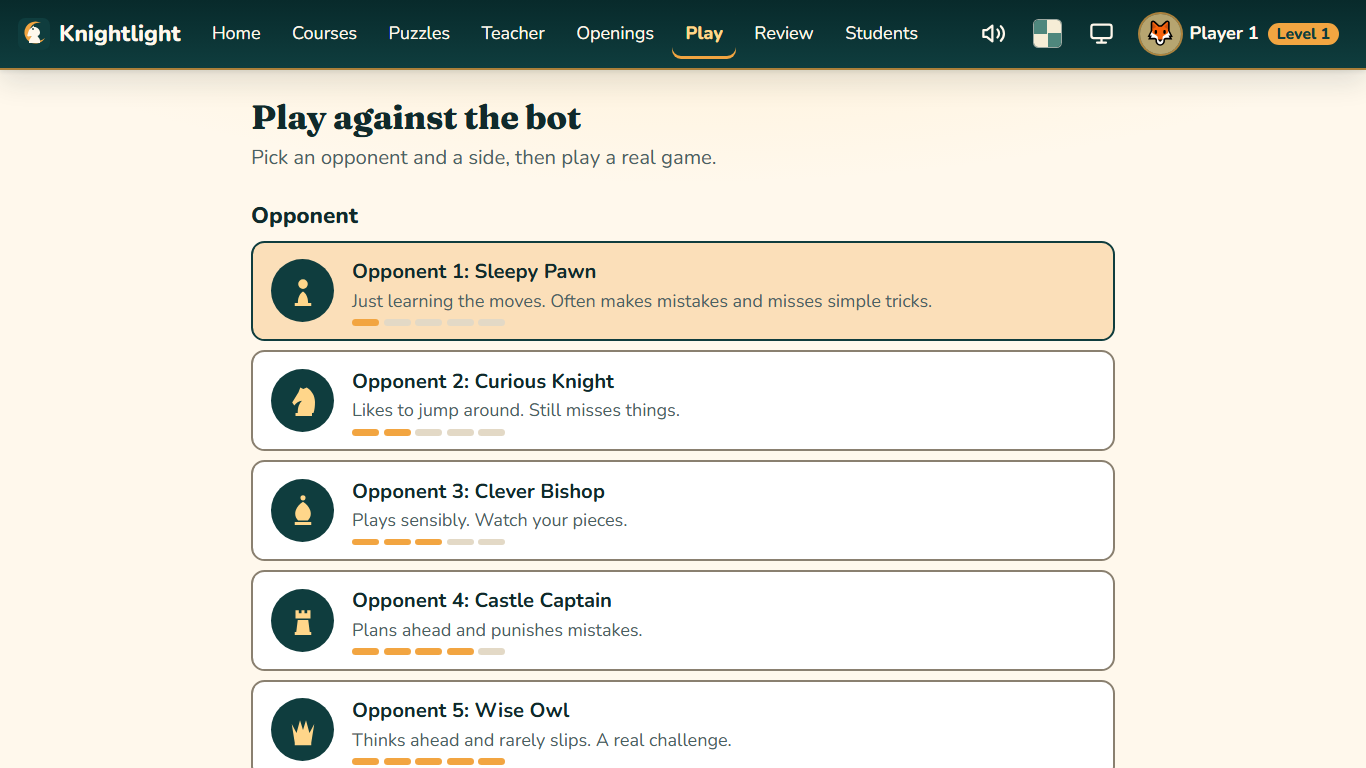 Knightlight Home Courses Puzzles Teacher Openings Play Review Students Player 1 Level 1
Play against the bot
Pick an opponent and a side, then play a real game.
Opponent
Opponent 1: Sleepy Pawn
Just learning the moves. Often makes mistakes and misses simple tricks.
Opponent 2: Curious Knight
Likes to jump around. Still misses things.
Opponent 3: Clever Bishop
Plays sensibly. Watch your pieces.
Opponent 4: Castle Captain
Plans ahead and punishes mistakes.
Opponent 5: Wise Owl
Thinks ahead and rarely slips. A real challenge.